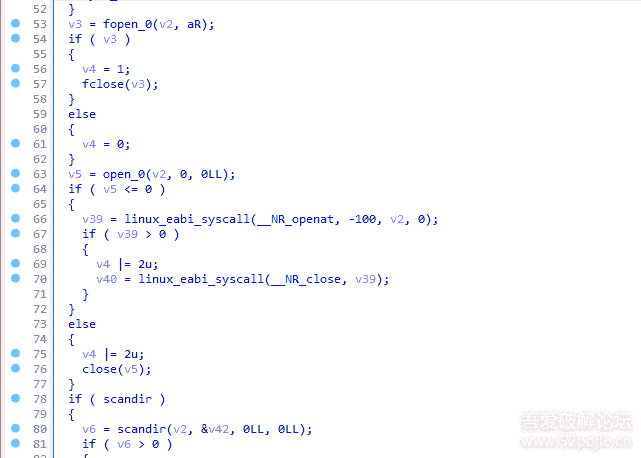 52 }
53 v3 = fopen_0(v2, aR);
54 if ( v3 )
55 {
56 v4 = 1;
57 fclose(v3);
58 }
59 else
60 {
61 v4 = 0;
62 }
63 v5 = open_0(v2, 0, 0LL);
64 if ( v5 <= 0 )
65 {
66 v39 = linux_eabi_syscall(__NR_openat, -100, v2, 0);
67 if ( v39 > 0 )
68 {
69 v4 |= 2u;
70 v40 = linux_eabi_syscall(__NR_close, v39);
71 }
72 }
73 else
74 {
75 v4 |= 2u;
76 close(v5);
77 }
78 if ( scandir )
79 {
80 v6 = scandir(v2, &v42, 0LL, 0LL);
81 if ( v6 > 0 )
82 {
吾爱破解论坛
www.52pojie.cn